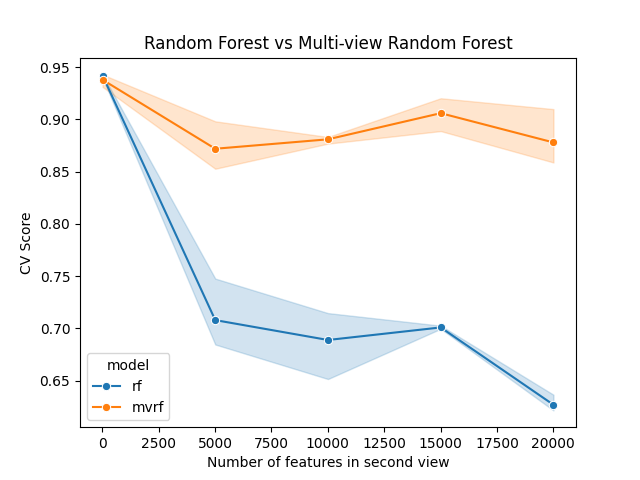 Random Forest vs Multi-view Random Forest
0.95
0.90
0.85
0.80
0.75
0.70
0.65
CV Score
model
rf
mvrf
0 2500 5000 7500 10000 12500 15000 17500 20000
Number of features in second view